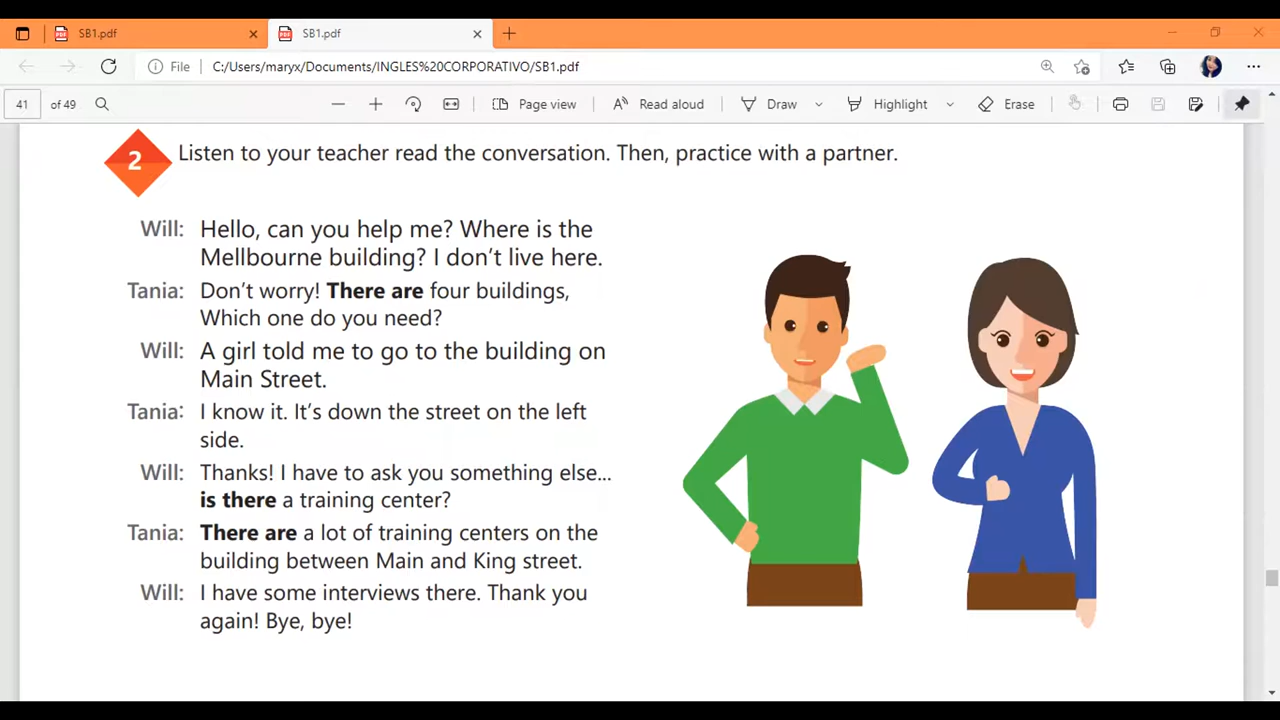 SB1.pdf SB1.pdf
File C:/Users/maryx/Documents/INGLES%20CORPORATIVO/SB1.pdf
41 of 49 Page view Read aloud Draw Highlight Erase
2 Listen to your teacher read the conversation. Then, practice with a partner.
Will: Hello, can you help me? Where is the
Mellbourne building? I don't live here.
Tania: Don't worry! There are four buildings,
Which one do you need?
Will: A girl told me to go to the building on
Main Street.
Tania: I know it. It's down the street on the left
side.
Will: Thanks! I have to ask you something else...
is there a training center?
Tania: There are a lot of training centers on the
building between Main and King street.
Will: I have some interviews there. Thank you
again! Bye, bye!